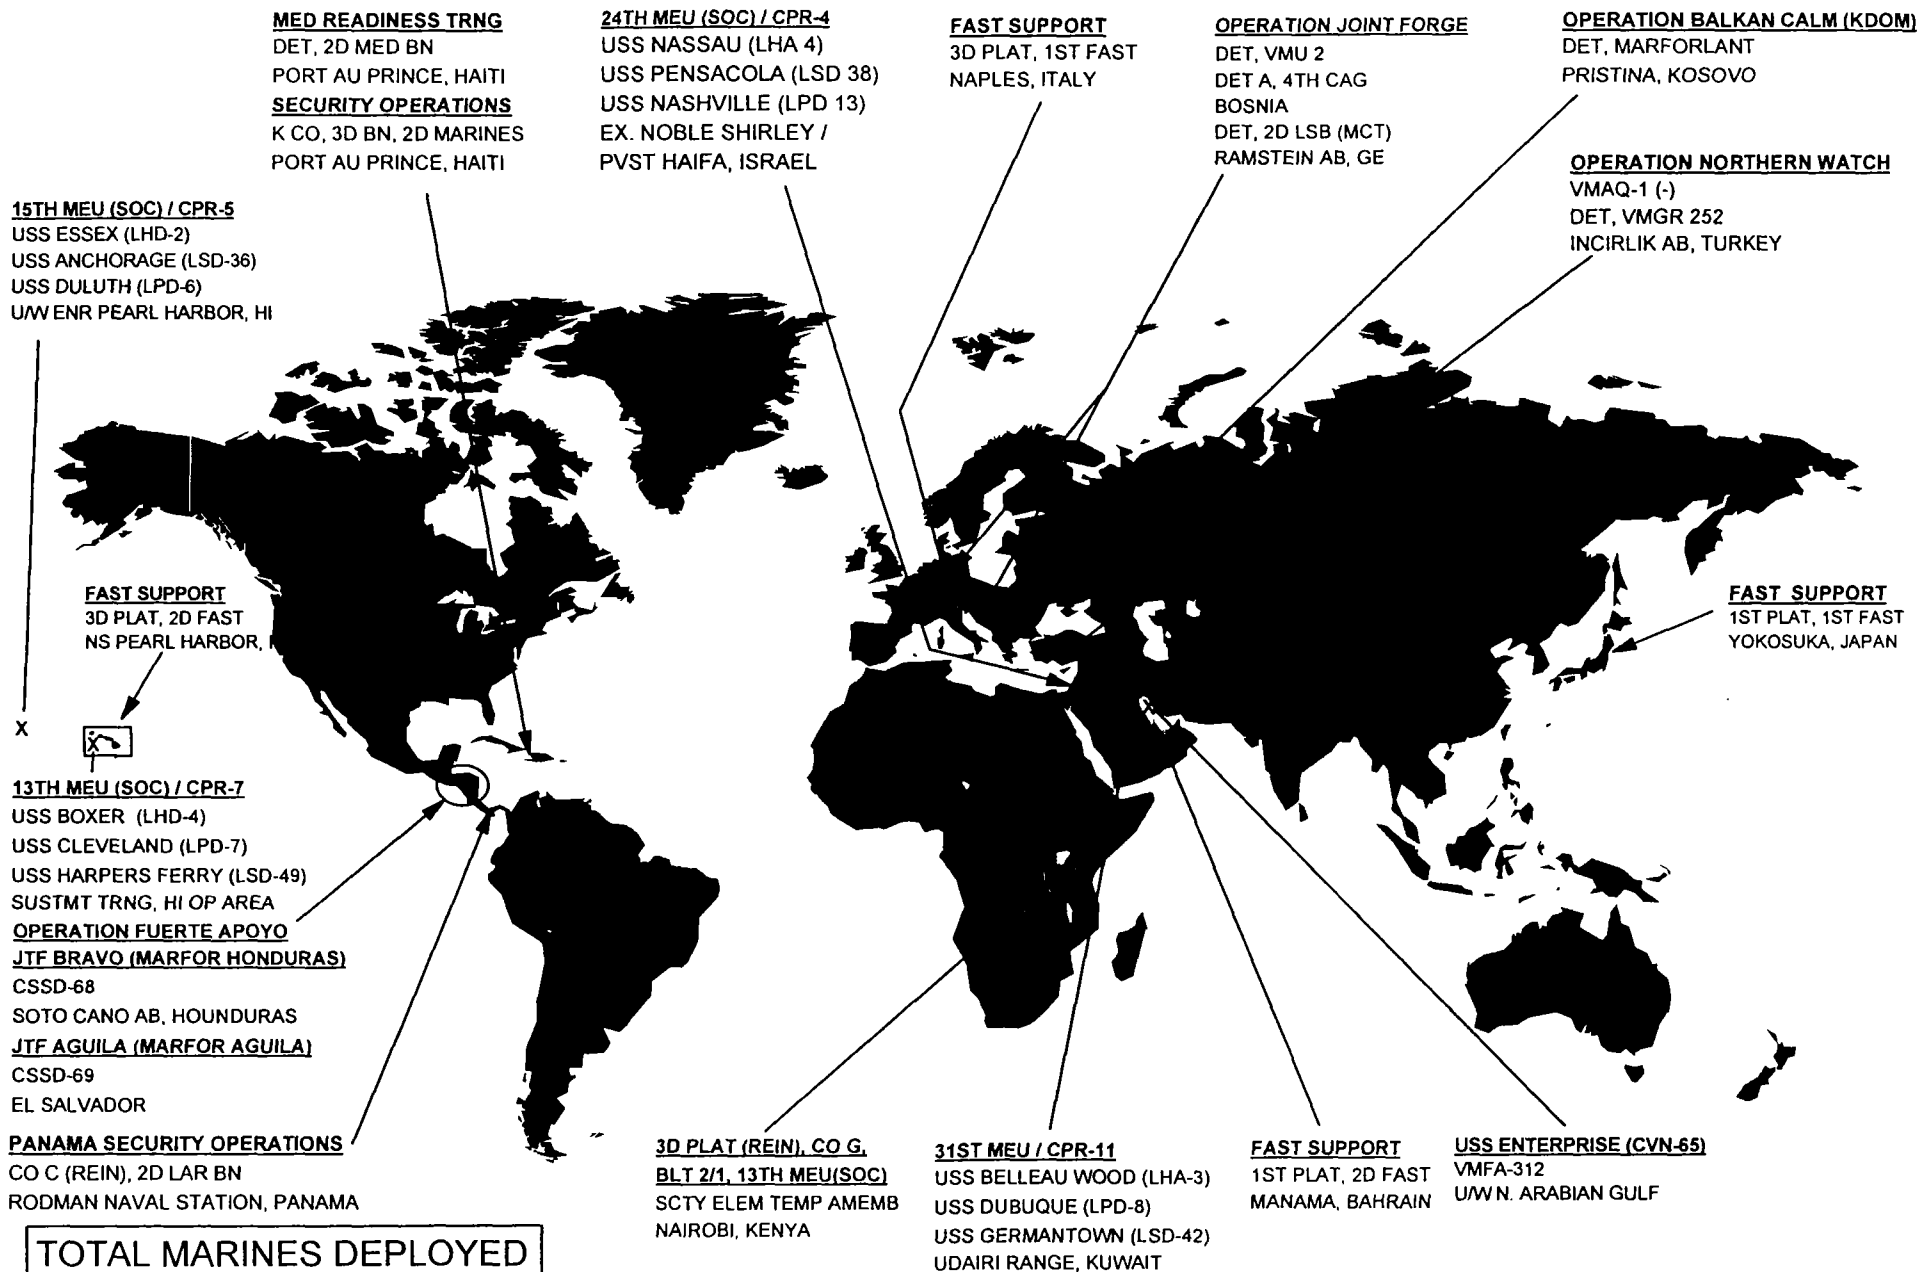 MED READINESS TRNG
DET, 2D MED BN
PORT AU PRINCE, HAITI
SECURITY OPERATIONS
K CO, 3D BN, 2D MARINES
PORT AU PRINCE, HAITI
24TH MEU (SOC) / CPR-4
USS NASSAU (LHA 4)
USS PENSACOLA (LSD 38)
USS NASHVILLE (LPD 13)
EX. NOBLE SHIRLEY /
PVST HAIFA, ISRAEL
FAST SUPPORT
3D PLAT, 1ST FAST
NAPLES, ITALY
OPERATION JOINT FORGE
DET, VMU 2
DET A, 4TH CAG
BOSNIA
DET, 2D LSB (MCT)
RAMSTEIN AB, GE
OPERATION BALKAN CALM (KDOM)
DET, MARFORLANT
PRISTINA, KOSOVO
OPERATION NORTHERN WATCH
VMAQ-1 (-)
DET, VMGR 252
INCIRLIK AB, TURKEY
15TH MEU (SOC) / CPR-5
USS ESSEX (LHD-2)
USS ANCHORAGE (LSD-36)
USS DULUTH (LPD-6)
U/W ENR PEARL HARBOR, HI
FAST SUPPORT
3D PLAT, 2D FAST
NS PEARL HARBOR,
FAST SUPPORT
1ST PLAT, 1ST FAST
YOKOSUKA, JAPAN
X
X
13TH MEU (SOC) / CPR-7
USS BOXER (LHD-4)
USS CLEVELAND (LPD-7)
USS HARPERS FERRY (LSD-49)
SUSTMT TRNG, HI OP AREA
OPERATION FUERTE APOYO
JTF BRAVO (MARFOR HONDURAS)
CSSD-68
SOTO CANO AB, HOUNDURAS
JTF AGUILA (MARFOR AGUILA)
CSSD-69
EL SALVADOR
PANAMA SECURITY OPERATIONS
CO C (REIN), 2D LAR BN
RODMAN NAVAL STATION, PANAMA
3D PLAT (REIN), CO G,
BLT 2/1, 13TH MEU(SOC)
SCTY ELEM TEMP AMEMB
NAIROBI, KENYA
31ST MEU / CPR-11
USS BELLEAU WOOD (LHA-3)
USS DUBUQUE (LPD-8)
USS GERMANTOWN (LSD-42)
UDAIRI RANGE, KUWAIT
FAST SUPPORT
1ST PLAT, 2D FAST
MANAMA, BAHRAIN
USS ENTERPRISE (CVN-65)
VMFA-312
U/W N. ARABIAN GULF
TOTAL MARINES DEPLOYED